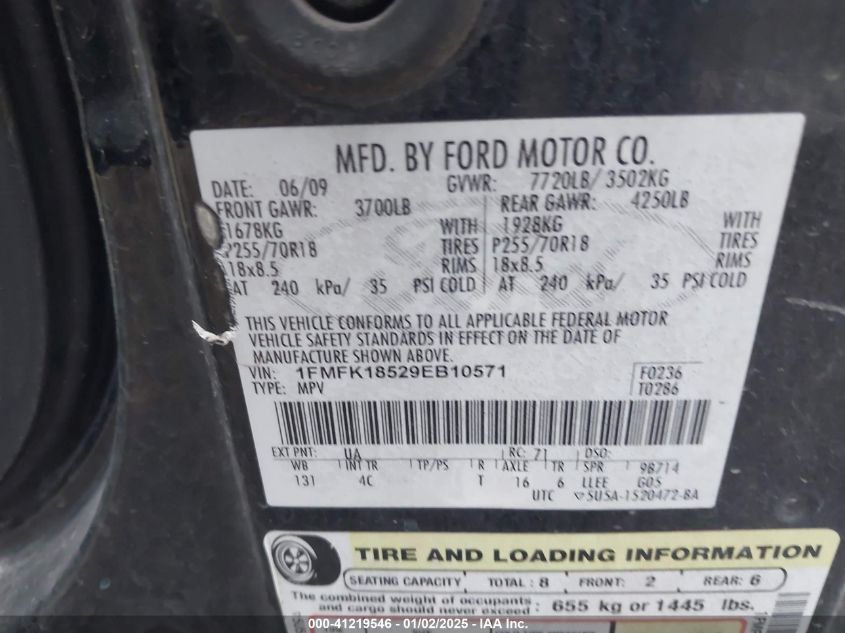 MFD. BY FORD MOTOR CO.
DATE: 06/09 GVWR: 7720LB/ 3502KG
FRONT GAWR: 3700LB REAR GAWR: 4250LB
1678KG WITH 1928KG WITH
P255/70R18 TIRES P255/70R18 TIRES
18x8.5 RIMS 18x8.5 RIMS
AT 240 kPa/ 35 PSI COLD AT 240 kPa/ 35 PSI COLD
THIS VEHICLE CONFORMS TO ALL APPLICABLE FEDERAL MOTOR
VEHICLE SAFETY STANDARDS IN EFFECT ON THE DATE OF
MANUFACTURE SHOWN ABOVE.
VIN: 1FMFK18529EB10571 F0236
TYPE: MPV T0286
EXT PNT: UA RC: 71 DSO:
WB INT TR TP/PS R AXLE TR SPR 9B714
131 4C T 16 6 LLEE G05
UTC 5U5A-1520472-BA
TIRE AND LOADING INFORMATION
SEATING CAPACITY TOTAL: 8 FRONT: 2 REAR: 6
The combined weight of occupants
and cargo should never exceed : 655 kg or 1445 lbs.
000-41219546 - 01/02/2025 - IAA Inc.